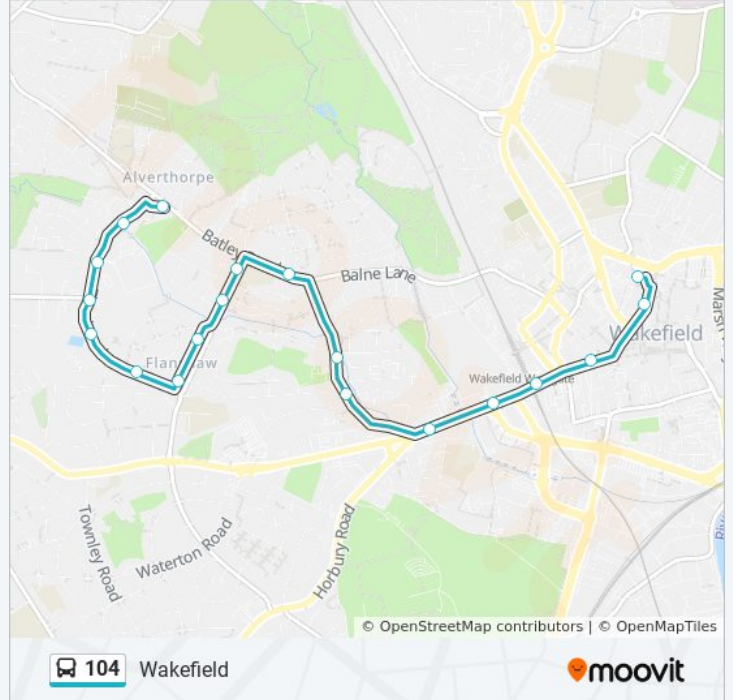 Alverthorpe
Batley
Balne Lane
Wakefield
Flanshaw
Wakefield Westgate
Townley Road
Waterton Road
Horbury Road
© OpenStreetMap contributors | © OpenMapTiles
104 Wakefield
moovit